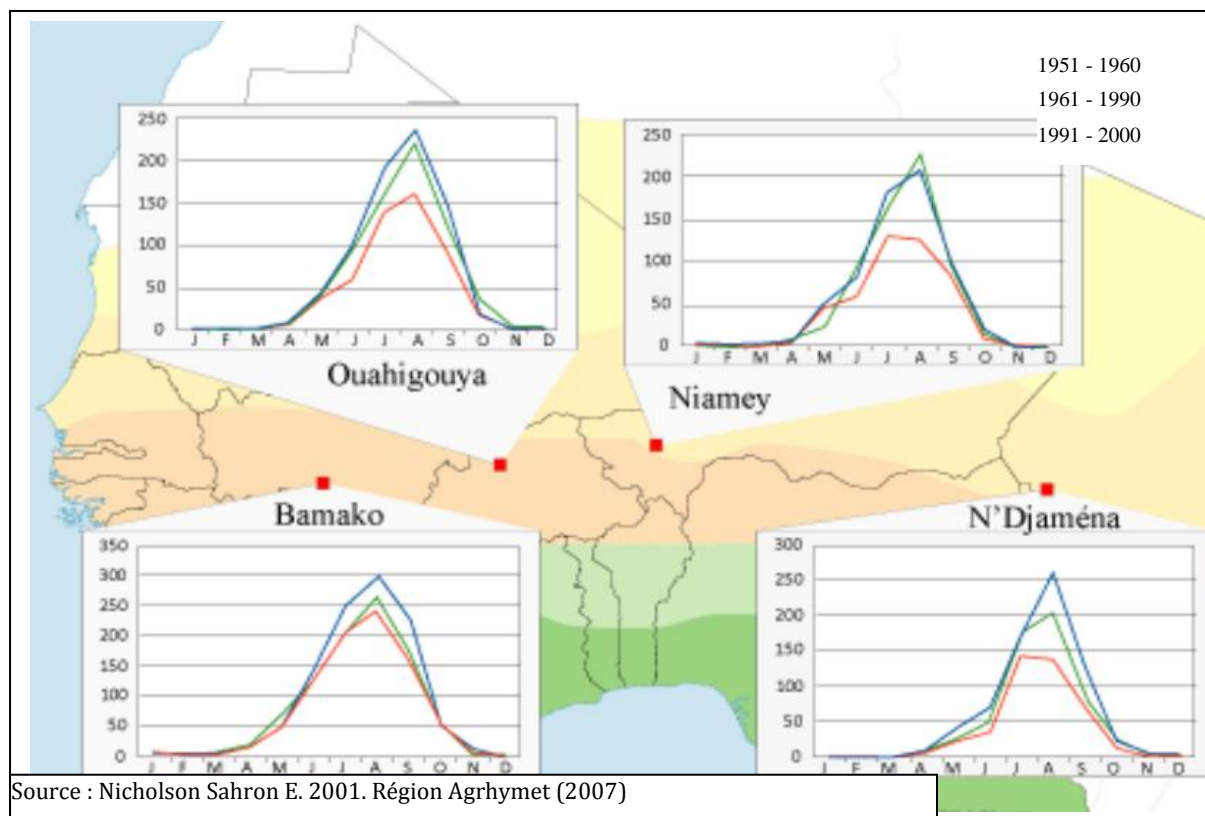 1951 - 1960
1961 - 1990
1991 - 2000
250
200
150
100
50
0
J F M A M J J A S O N D
Ouahigouya
250
200
150
100
50
0
J F M A M J J A S O N D
Niamey
Bamako
350
300
250
200
150
100
50
0
J F M A M J J A S O N D
N'Djaména
300
250
200
150
100
50
0
J F M A M J J A S O N D
Source : Nicholson Sahron E. 2001. Région Agrhymet (2007)